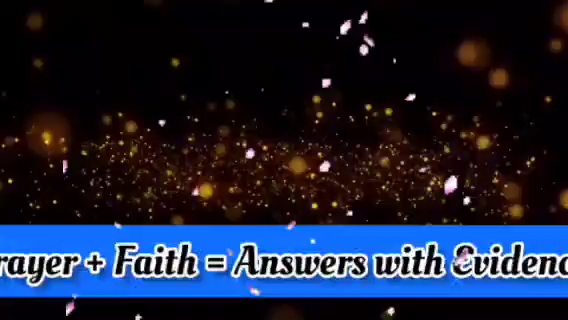 rayer + Faith = Answers with Evidenc